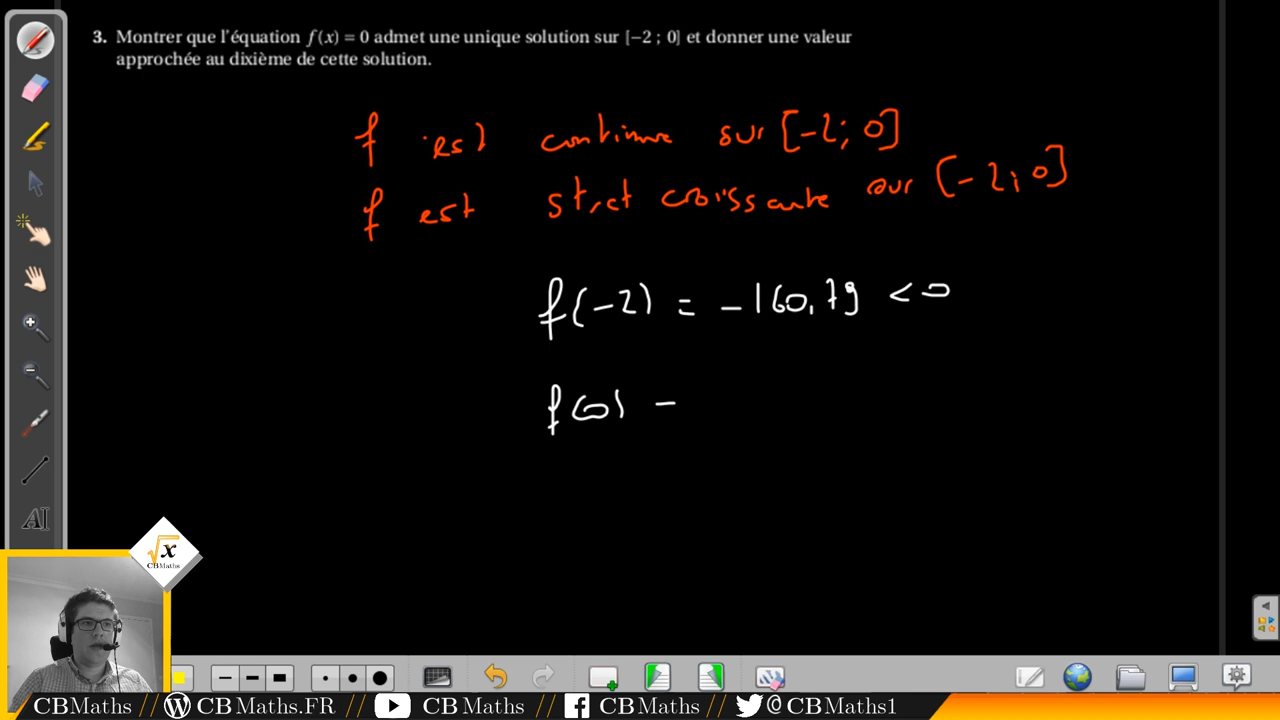 3. Montrer que l'équation f(x) = 0 admet une unique solution sur [−2 ; 0] et donner une valeur
approchée au dixième de cette solution.
f est continue sur [-2; 0]
f est strict croissante sur [-2; 0]
f(-2) = -160,79 < 0
f(0) =
AI
√x
CBMaths
CBMaths // CBMaths.FR // CBMaths // CBMaths // @CBMaths1